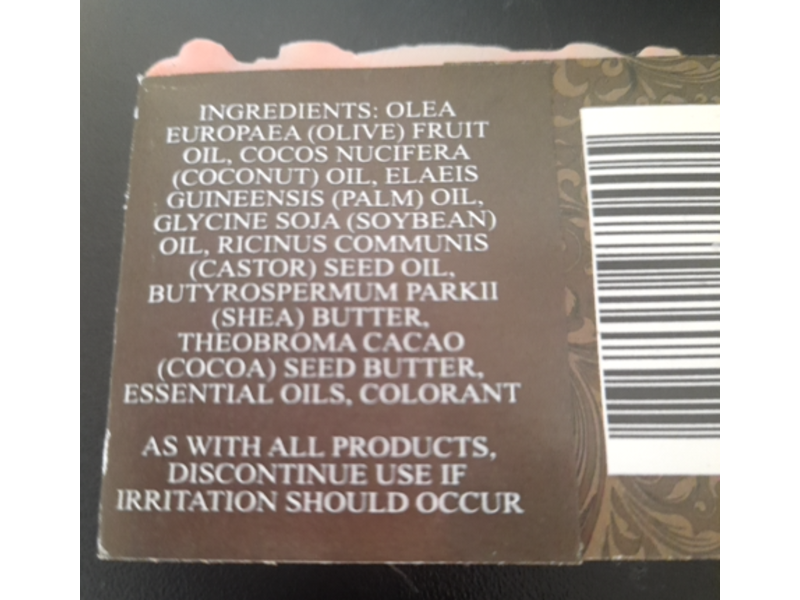 INGREDIENTS: OLEA
EUROPAEA (OLIVE) FRUIT
OIL, COCOS NUCIFERA
(COCONUT) OIL, ELAEIS
GUINEENSIS (PALM) OIL,
GLYCINE SOJA (SOYBEAN)
OIL, RICINUS COMMUNIS
(CASTOR) SEED OIL,
BUTYROSPERMUM PARKII
(SHEA) BUTTER,
THEOBROMA CACAO
(COCOA) SEED BUTTER,
ESSENTIAL OILS, COLORANT
AS WITH ALL PRODUCTS,
DISCONTINUE USE IF
IRRITATION SHOULD OCCUR